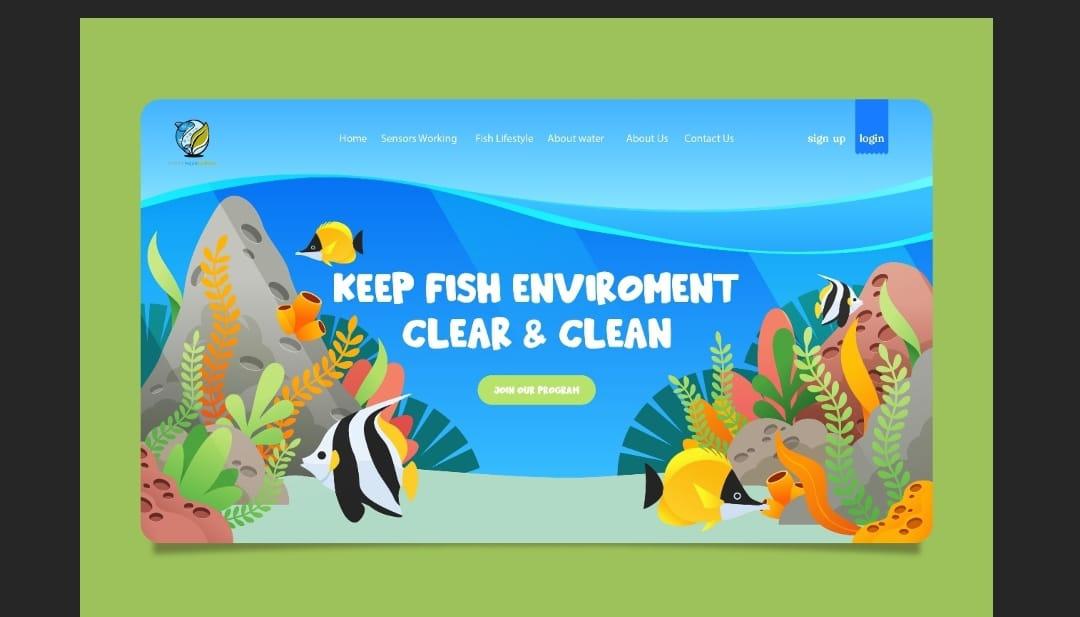 Home Sensors Working Fish Lifestyle About water About Us Contact Us sign up login
KEEP FISH ENVIROMENT
CLEAR & CLEAN
JOIN OUR PROGRAM